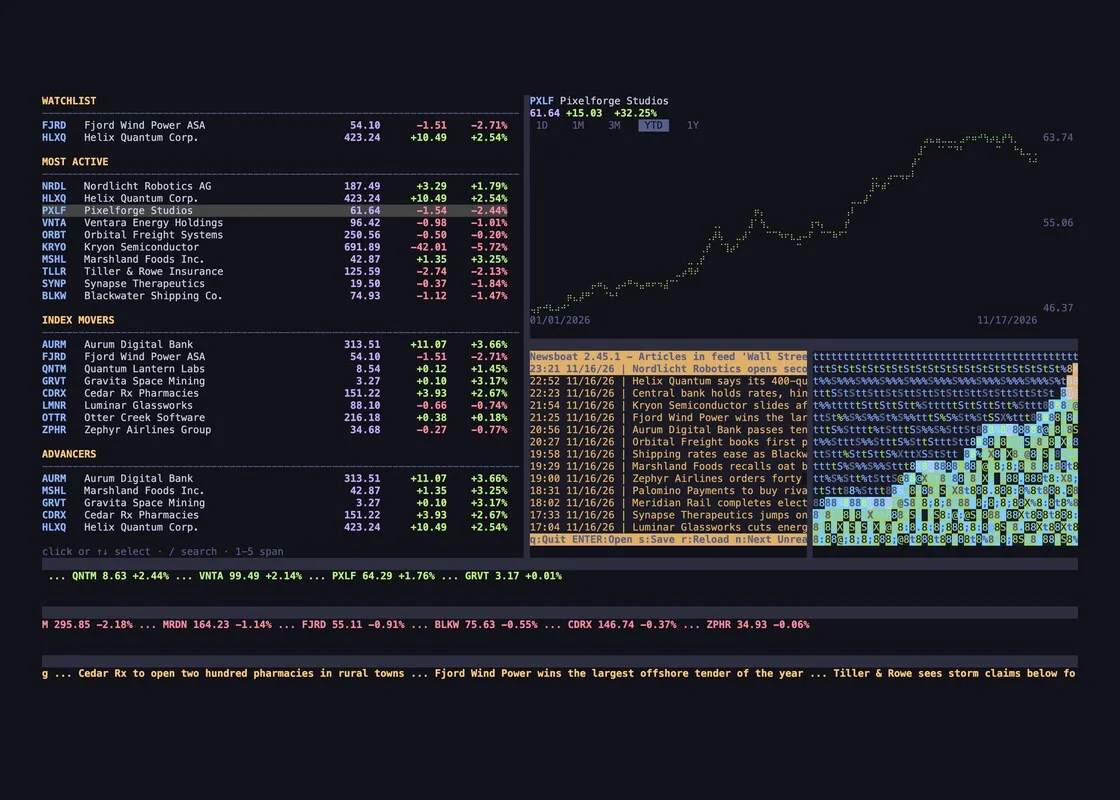 WATCHLIST
FJRD Fjord Wind Power ASA 54.10 −1.51 −2.71%
HLXQ Helix Quantum Corp. 423.24 +10.49 +2.54%
MOST ACTIVE
NRDL Nordlicht Robotics AG 187.49 +3.29 +1.79%
HLXQ Helix Quantum Corp. 423.24 +10.49 +2.54%
PXLF Pixelforge Studios 61.64 −1.54 −2.44%
VNTA Ventara Energy Holdings 96.42 −0.98 −1.01%
ORBT Orbital Freight Systems 250.56 −0.50 −0.20%
KRYO Kryon Semiconductor 691.89 −42.01 −5.72%
MSHL Marshland Foods Inc. 42.87 +1.35 +3.25%
TLLR Tiller & Rowe Insurance 125.59 −2.74 −2.13%
SYNP Synapse Therapeutics 19.50 −0.37 −1.84%
BLKW Blackwater Shipping Co. 74.93 −1.12 −1.47%
INDEX MOVERS
AURM Aurum Digital Bank 313.51 +11.07 +3.66%
FJRD Fjord Wind Power ASA 54.10 −1.51 −2.71%
QNTM Quantum Lantern Labs 8.54 +0.12 +1.45%
GRVT Gravita Space Mining 3.27 +0.10 +3.17%
CDRX Cedar Rx Pharmacies 151.22 +3.93 +2.67%
LMNR Luminar Glassworks 88.10 −0.66 −0.74%
OTTR Otter Creek Software 216.18 +0.38 +0.18%
ZPHR Zephyr Airlines Group 34.68 −0.27 −0.77%
ADVANCERS
AURM Aurum Digital Bank 313.51 +11.07 +3.66%
MSHL Marshland Foods Inc. 42.87 +1.35 +3.25%
GRVT Gravita Space Mining 3.27 +0.10 +3.17%
CDRX Cedar Rx Pharmacies 151.22 +3.93 +2.67%
HLXQ Helix Quantum Corp. 423.24 +10.49 +2.54%
click or ↑↓ select · / search · 1−5 span
PXLF Pixelforge Studios
61.64 +15.03 +32.25%
1D 1M 3M YTD 1Y
63.74
55.06
46.37
01/01/2026 11/17/2026
Newsboat 2.45.1 − Articles in feed 'Wall Stree
23:21 11/16/26 | Nordlicht Robotics opens seco
22:52 11/16/26 | Helix Quantum says its 400-qu
22:23 11/16/26 | Central bank holds rates, hin
21:54 11/16/26 | Kryon Semiconductor slides af
21:25 11/16/26 | Fjord Wind Power wins the lar
20:56 11/16/26 | Aurum Digital Bank passes ten
20:27 11/16/26 | Orbital Freight books first p
19:58 11/16/26 | Shipping rates ease as Blackw
19:29 11/16/26 | Marshland Foods recalls oat b
19:00 11/16/26 | Zephyr Airlines orders forty
18:31 11/16/26 | Palomino Payments to buy riva
18:02 11/16/26 | Meridian Rail completes elect
17:33 11/16/26 | Synapse Therapeutics jumps on
17:04 11/16/26 | Luminar Glassworks cuts energ
q:Quit ENTER:Open s:Save r:Reload n:Next Unrea
... QNTM 8.63 +2.44% ... VNTA 99.49 +2.14% ... PXLF 64.29 +1.76% ... GRVT 3.17 +0.01%
M 295.85 −2.18% ... MRDN 164.23 −1.14% ... FJRD 55.11 −0.91% ... BLKW 75.63 −0.55% ... CDRX 146.74 −0.37% ... ZPHR 34.93 −0.06%
g ... Cedar Rx to open two hundred pharmacies in rural towns ... Fjord Wind Power wins the largest offshore tender of the year ... Tiller & Rowe sees storm claims below fo